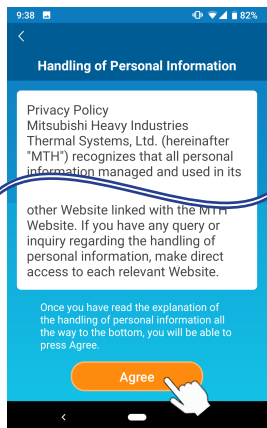 9:38 82%
Handling of Personal Information
Privacy Policy
Mitsubishi Heavy Industries
Thermal Systems, Ltd. (hereinafter
"MTH") recognizes that all personal
information managed and used in its
other Website linked with the MTH
Website. If you have any query or
inquiry regarding the handling of
personal information, make direct
access to each relevant Website.
Once you have read the explanation of
the handling of personal information all
the way to the bottom, you will be able to
press Agree.
Agree